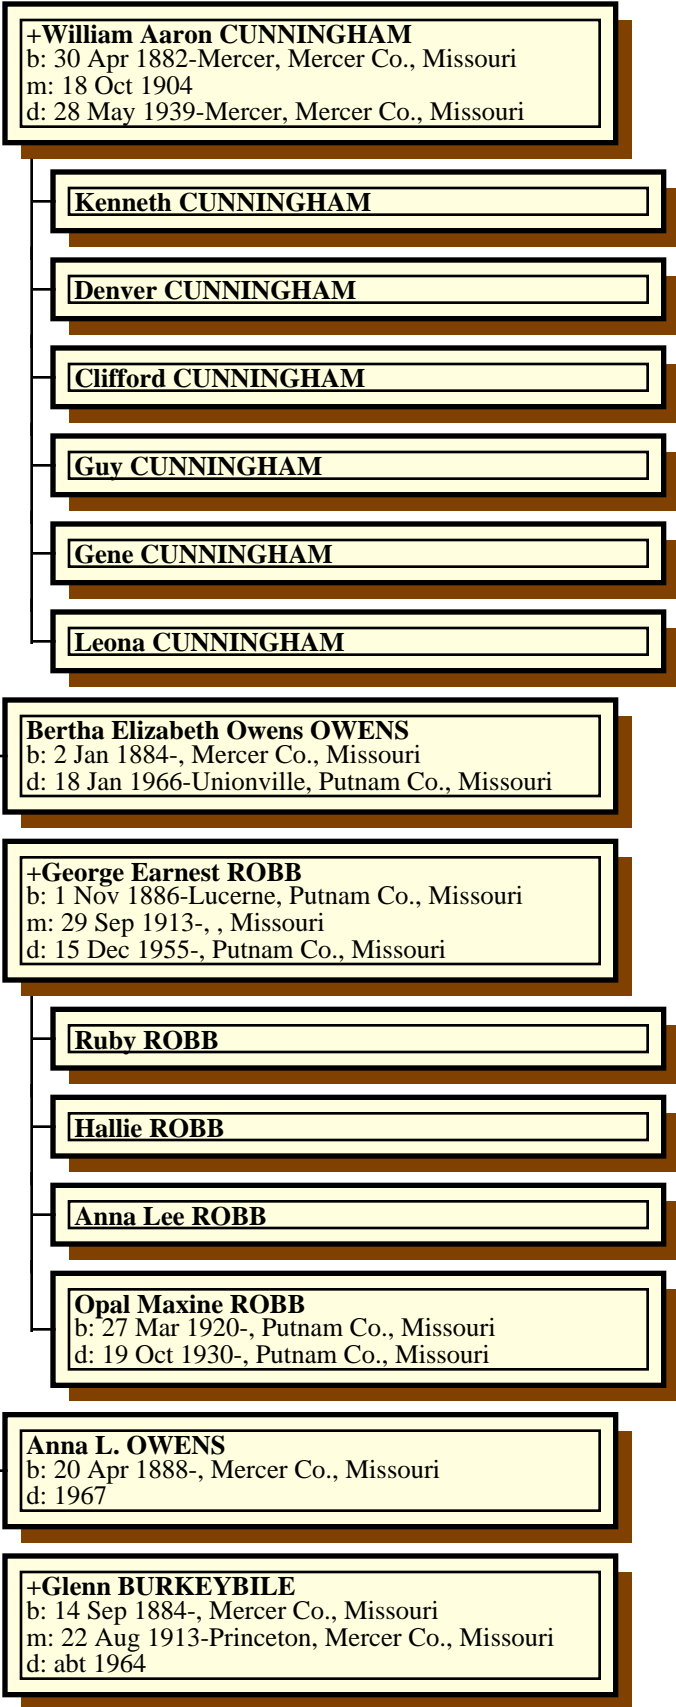 +William Aaron CUNNINGHAM
b: 30 Apr 1882-Mercer, Mercer Co., Missouri
m: 18 Oct 1904
d: 28 May 1939-Mercer, Mercer Co., Missouri
Kenneth CUNNINGHAM
Denver CUNNINGHAM
Clifford CUNNINGHAM
Guy CUNNINGHAM
Gene CUNNINGHAM
Leona CUNNINGHAM
Bertha Elizabeth Owens OWENS
b: 2 Jan 1884-, Mercer Co., Missouri
d: 18 Jan 1966-Unionville, Putnam Co., Missouri
+George Earnest ROBB
b: 1 Nov 1886-Lucerne, Putnam Co., Missouri
m: 29 Sep 1913-, , Missouri
d: 15 Dec 1955-, Putnam Co., Missouri
Ruby ROBB
Hallie ROBB
Anna Lee ROBB
Opal Maxine ROBB
b: 27 Mar 1920-, Putnam Co., Missouri
d: 19 Oct 1930-, Putnam Co., Missouri
Anna L. OWENS
b: 20 Apr 1888-, Mercer Co., Missouri
d: 1967
+Glenn BURKEYBILE
b: 14 Sep 1884-, Mercer Co., Missouri
m: 22 Aug 1913-Princeton, Mercer Co., Missouri
d: abt 1964